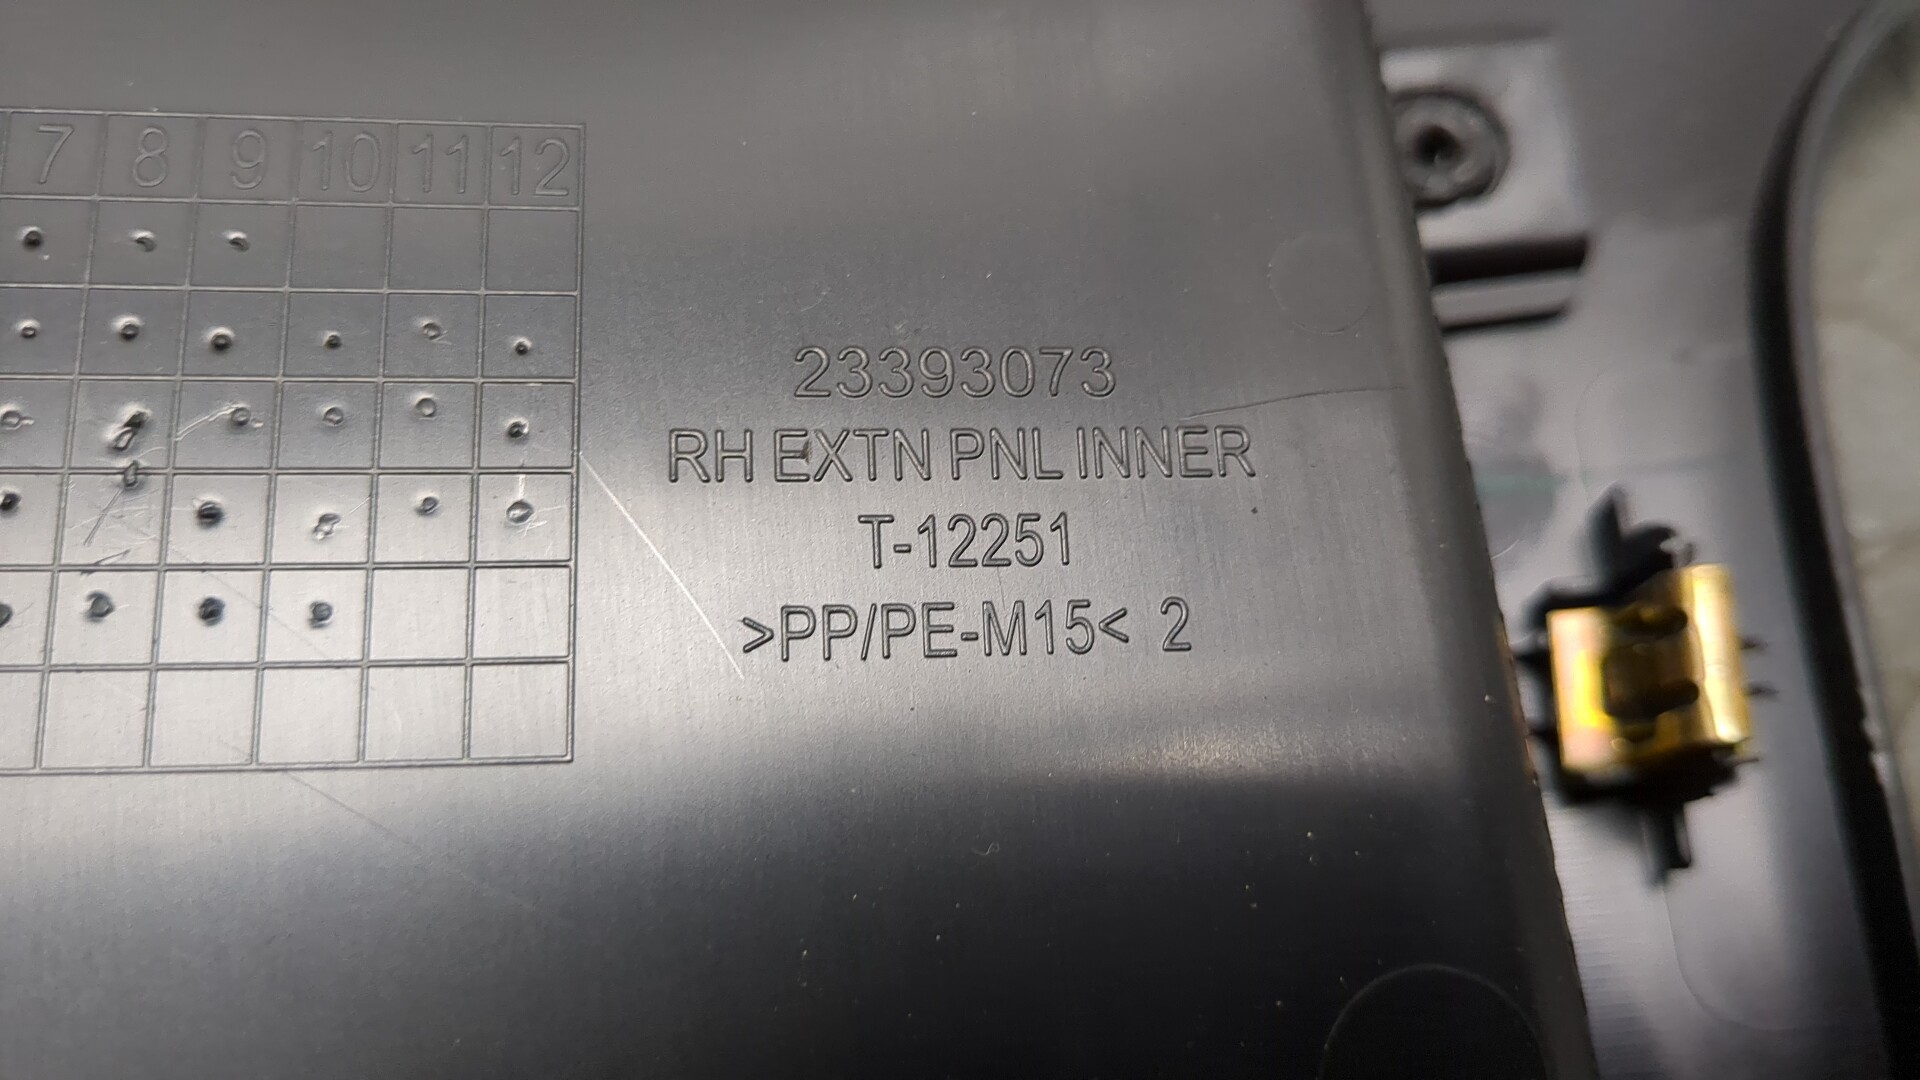 7 8 9 10 11 12
23393073
RH EXTN PNL INNER
T-12251
>PP/PE-M15< 2